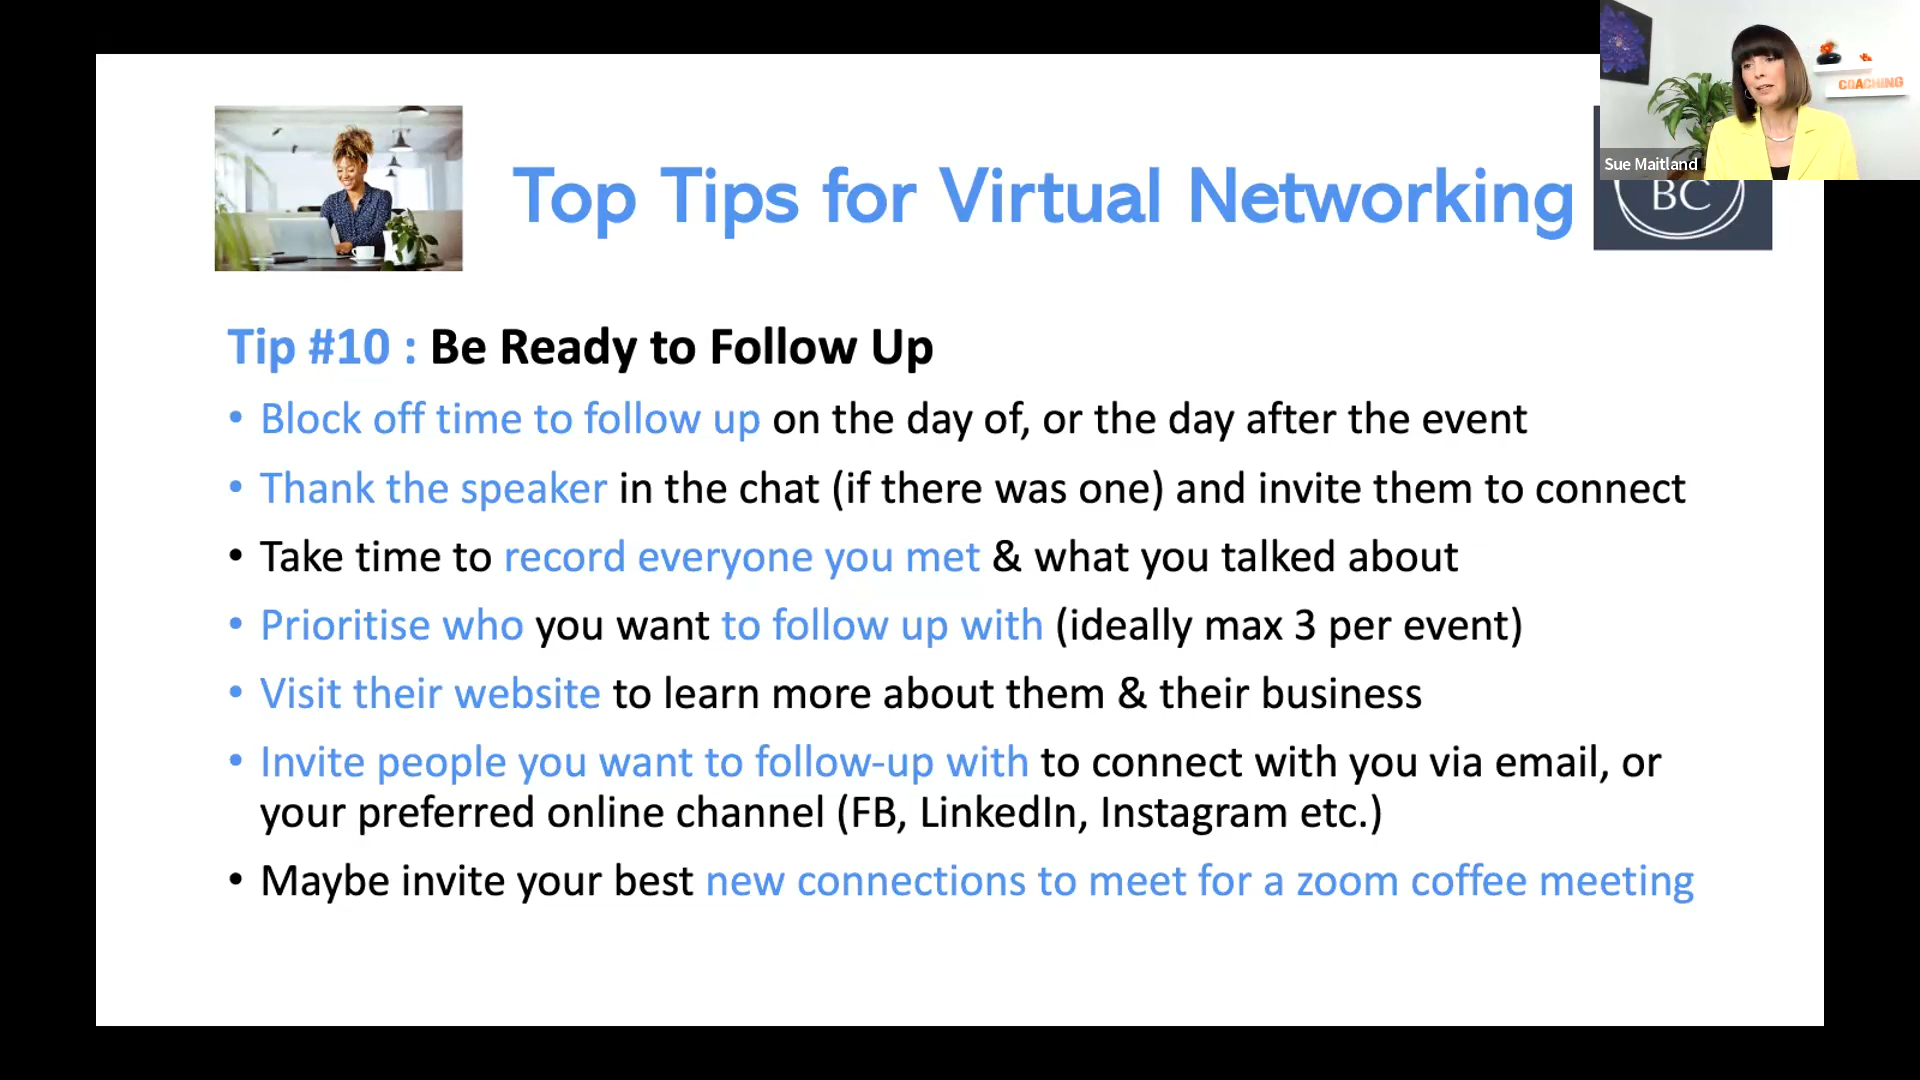 COACHING
Sue Maitland
Top Tips for Virtual Networking
BC
Tip #10 : Be Ready to Follow Up
• Block off time to follow up on the day of, or the day after the event
• Thank the speaker in the chat (if there was one) and invite them to connect
• Take time to record everyone you met & what you talked about
• Prioritise who you want to follow up with (ideally max 3 per event)
• Visit their website to learn more about them & their business
• Invite people you want to follow-up with to connect with you via email, or
your preferred online channel (FB, LinkedIn, Instagram etc.)
• Maybe invite your best new connections to meet for a zoom coffee meeting